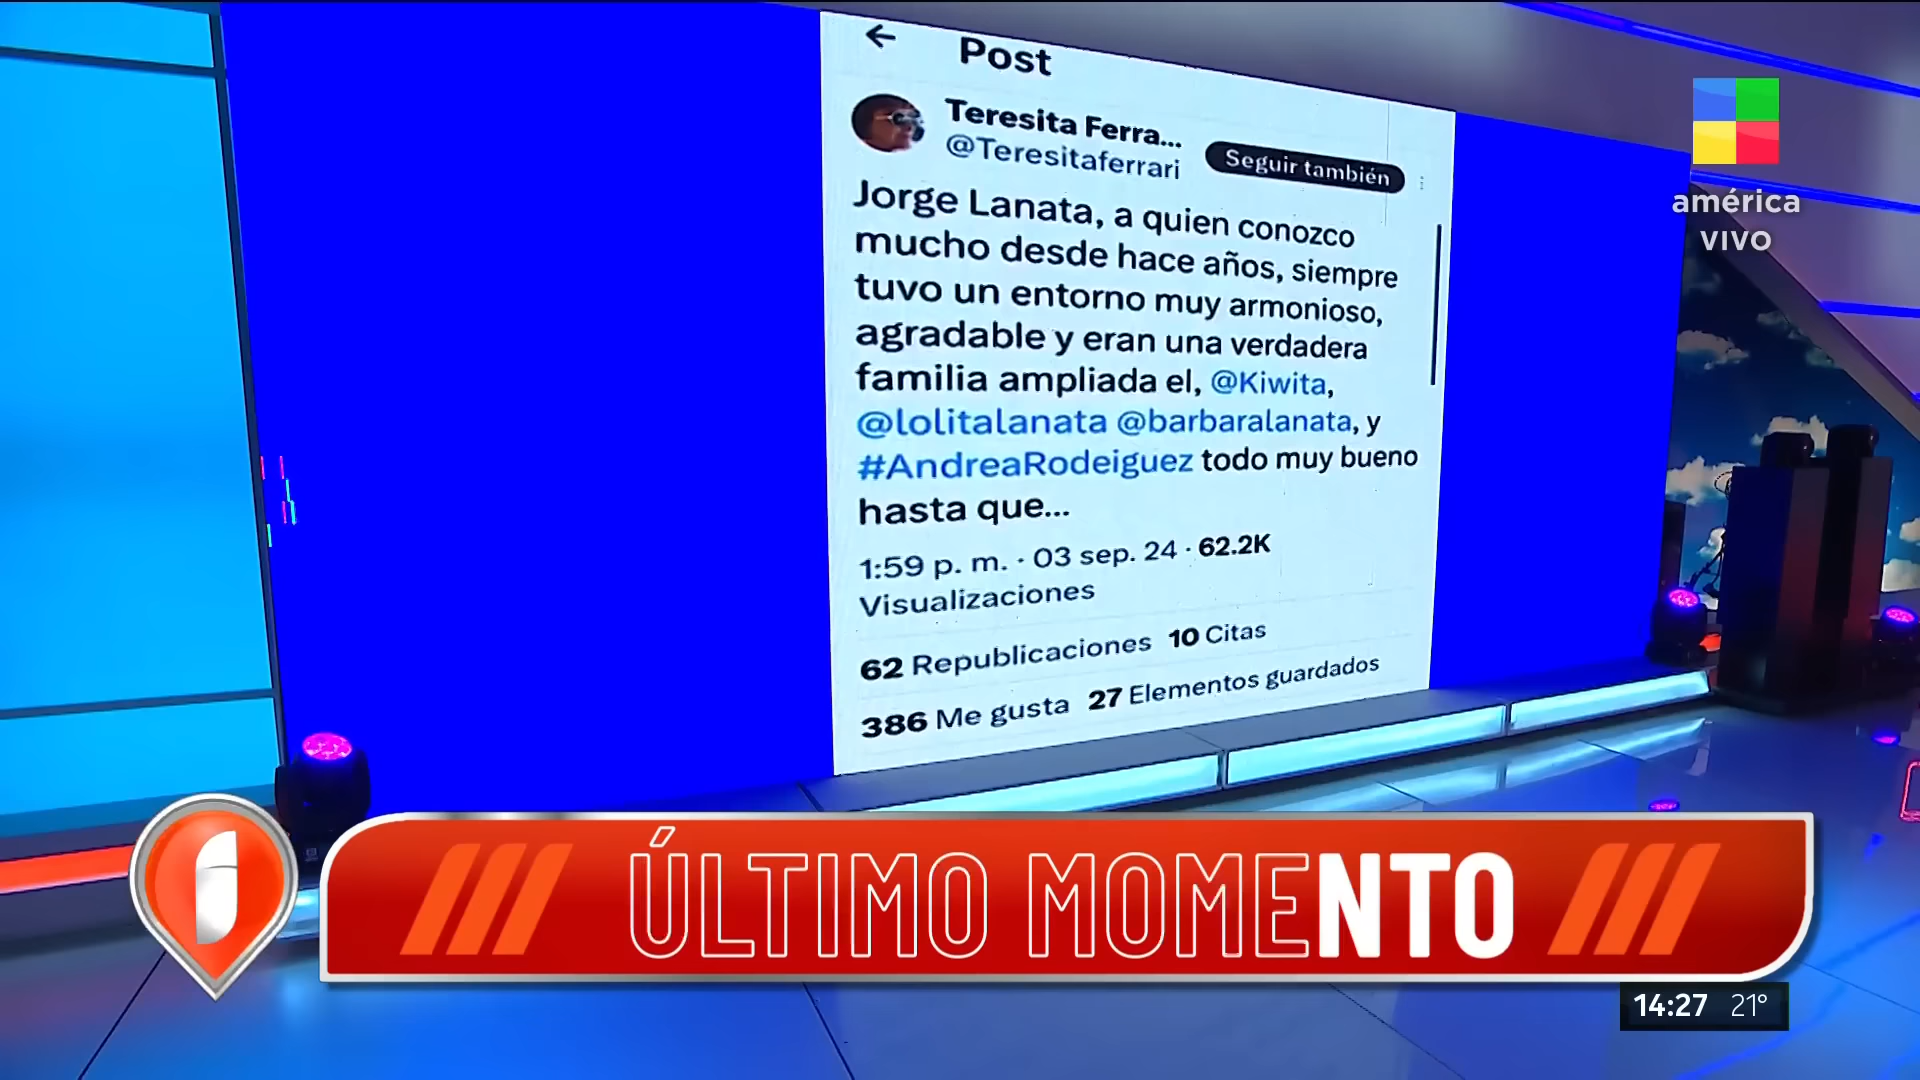 Post
Teresita Ferra...
@Teresitaferrari
Seguir también
Jorge Lanata, a quien conozco
mucho desde hace años, siempre
tuvo un entorno muy armonioso,
agradable y eran una verdadera
familia ampliada el, @Kiwita,
@lolitalanata @barbaralanata, y
#AndreaRodeiguez todo muy bueno
hasta que...
1:59 p. m. · 03 sep. 24 · 62.2K
Visualizaciones
62 Republicaciones 10 Citas
386 Me gusta 27 Elementos guardados
américa
VIVO
ÚLTIMO MOMENTO
14:27 21°